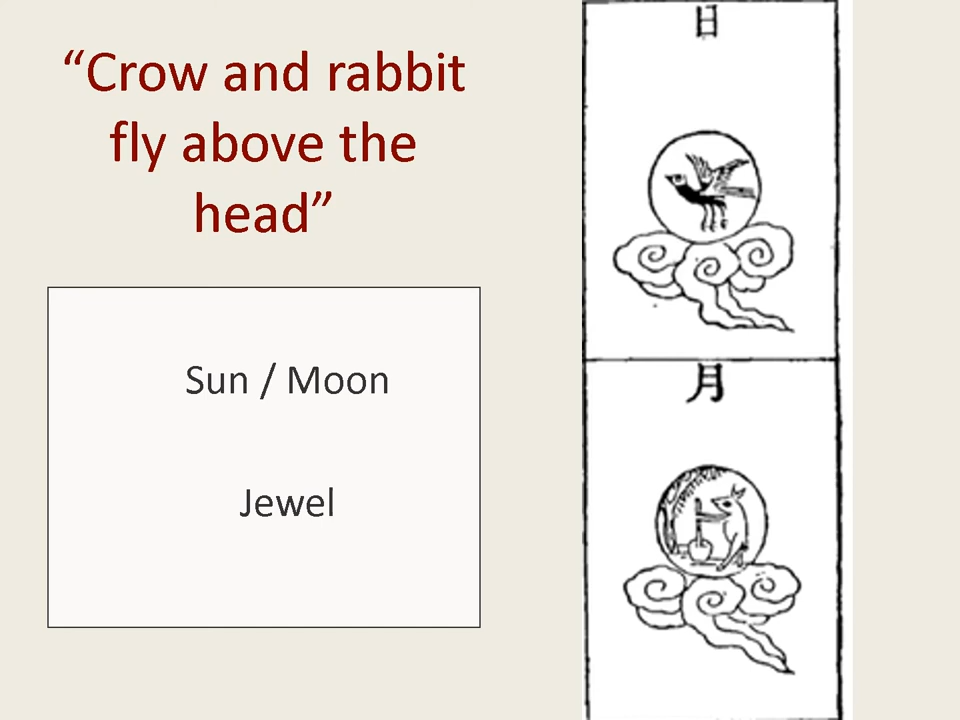 “Crow and rabbit
fly above the
head”
Sun / Moon
Jewel
日
月